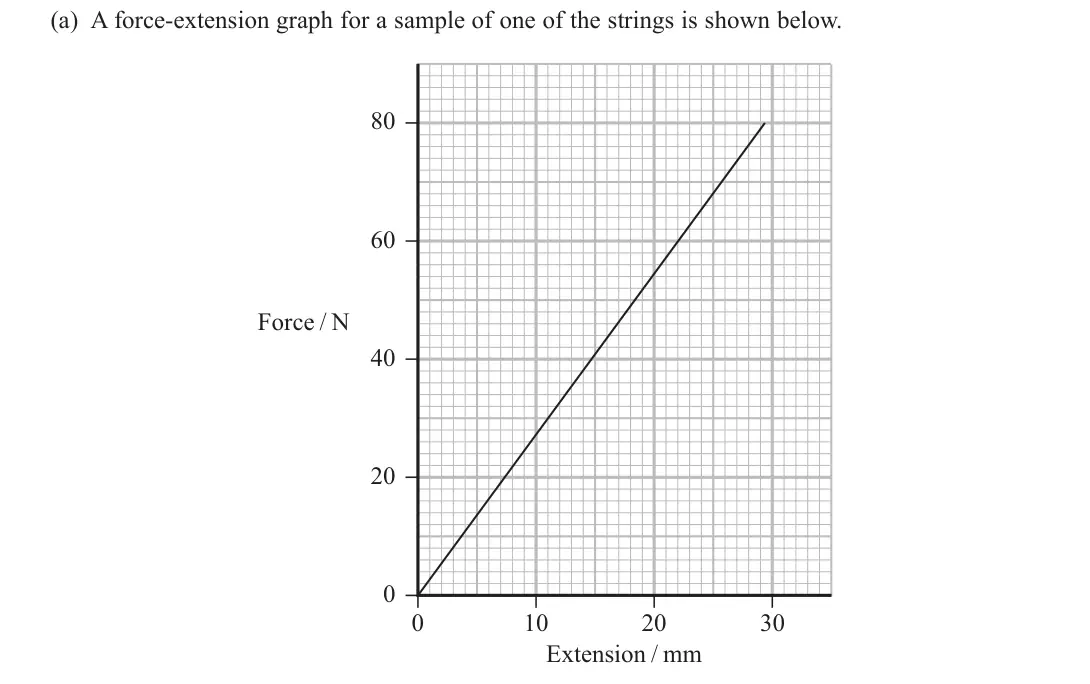 (a) A force-extension graph for a sample of one of the strings is shown below.
80
60
Force / N
40
20
0
0 10 20 30
Extension / mm